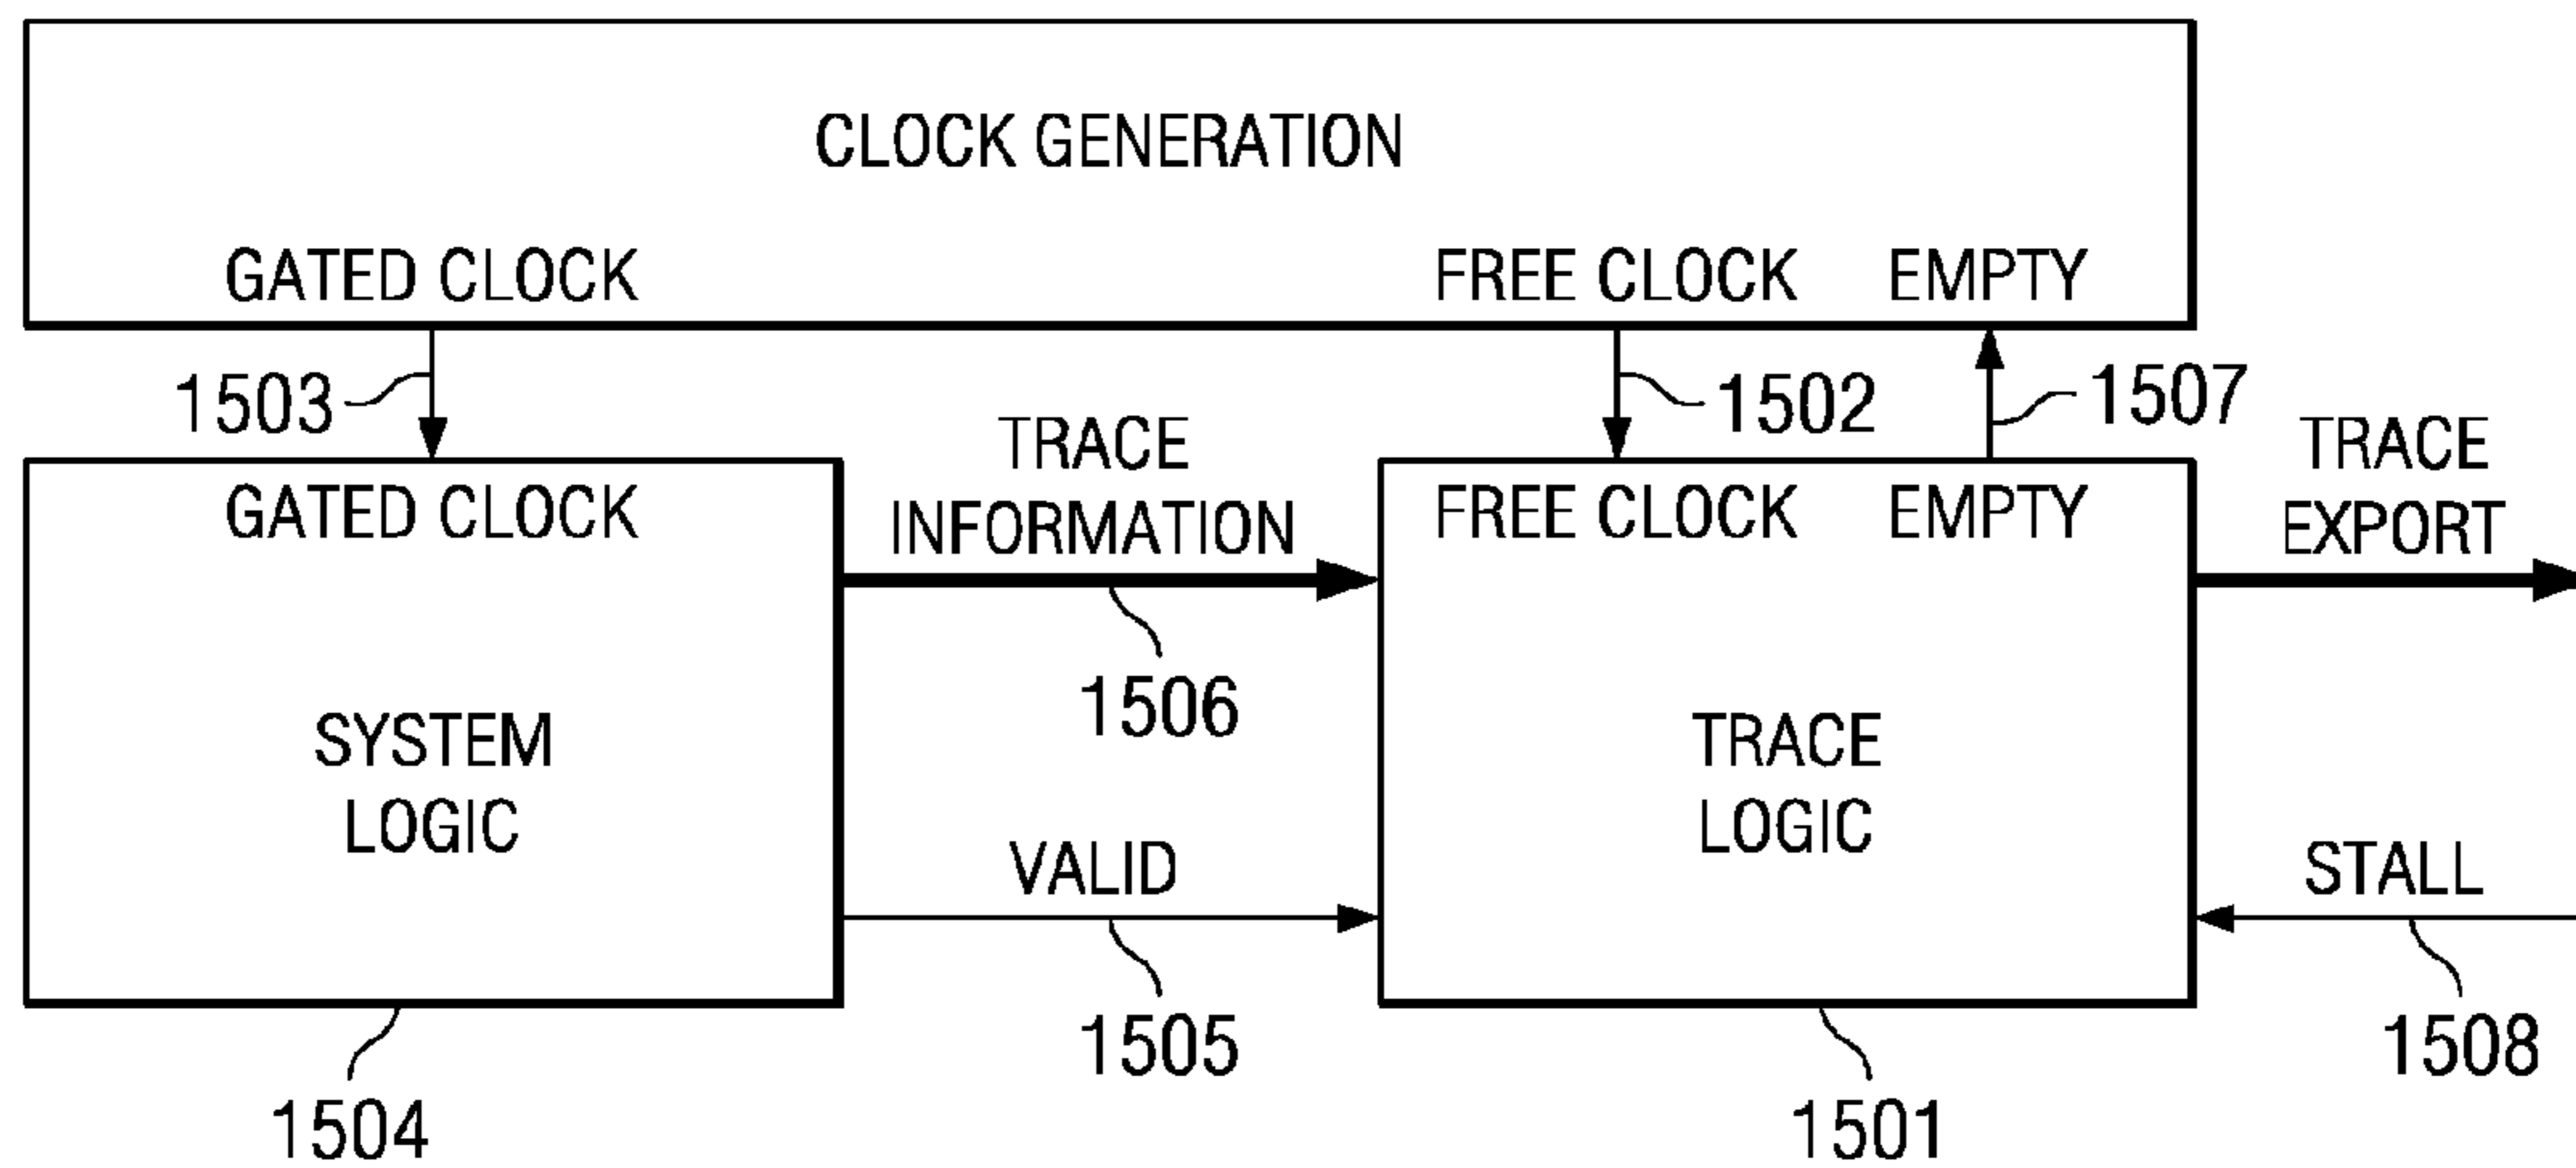 CLOCK GENERATION
GATED CLOCK
FREE CLOCK
EMPTY
1503
1502
1507
TRACE
INFORMATION
TRACE
EXPORT
GATED CLOCK
FREE CLOCK
EMPTY
1506
SYSTEM
LOGIC
TRACE
LOGIC
VALID
STALL
1505
1508
1504
1501